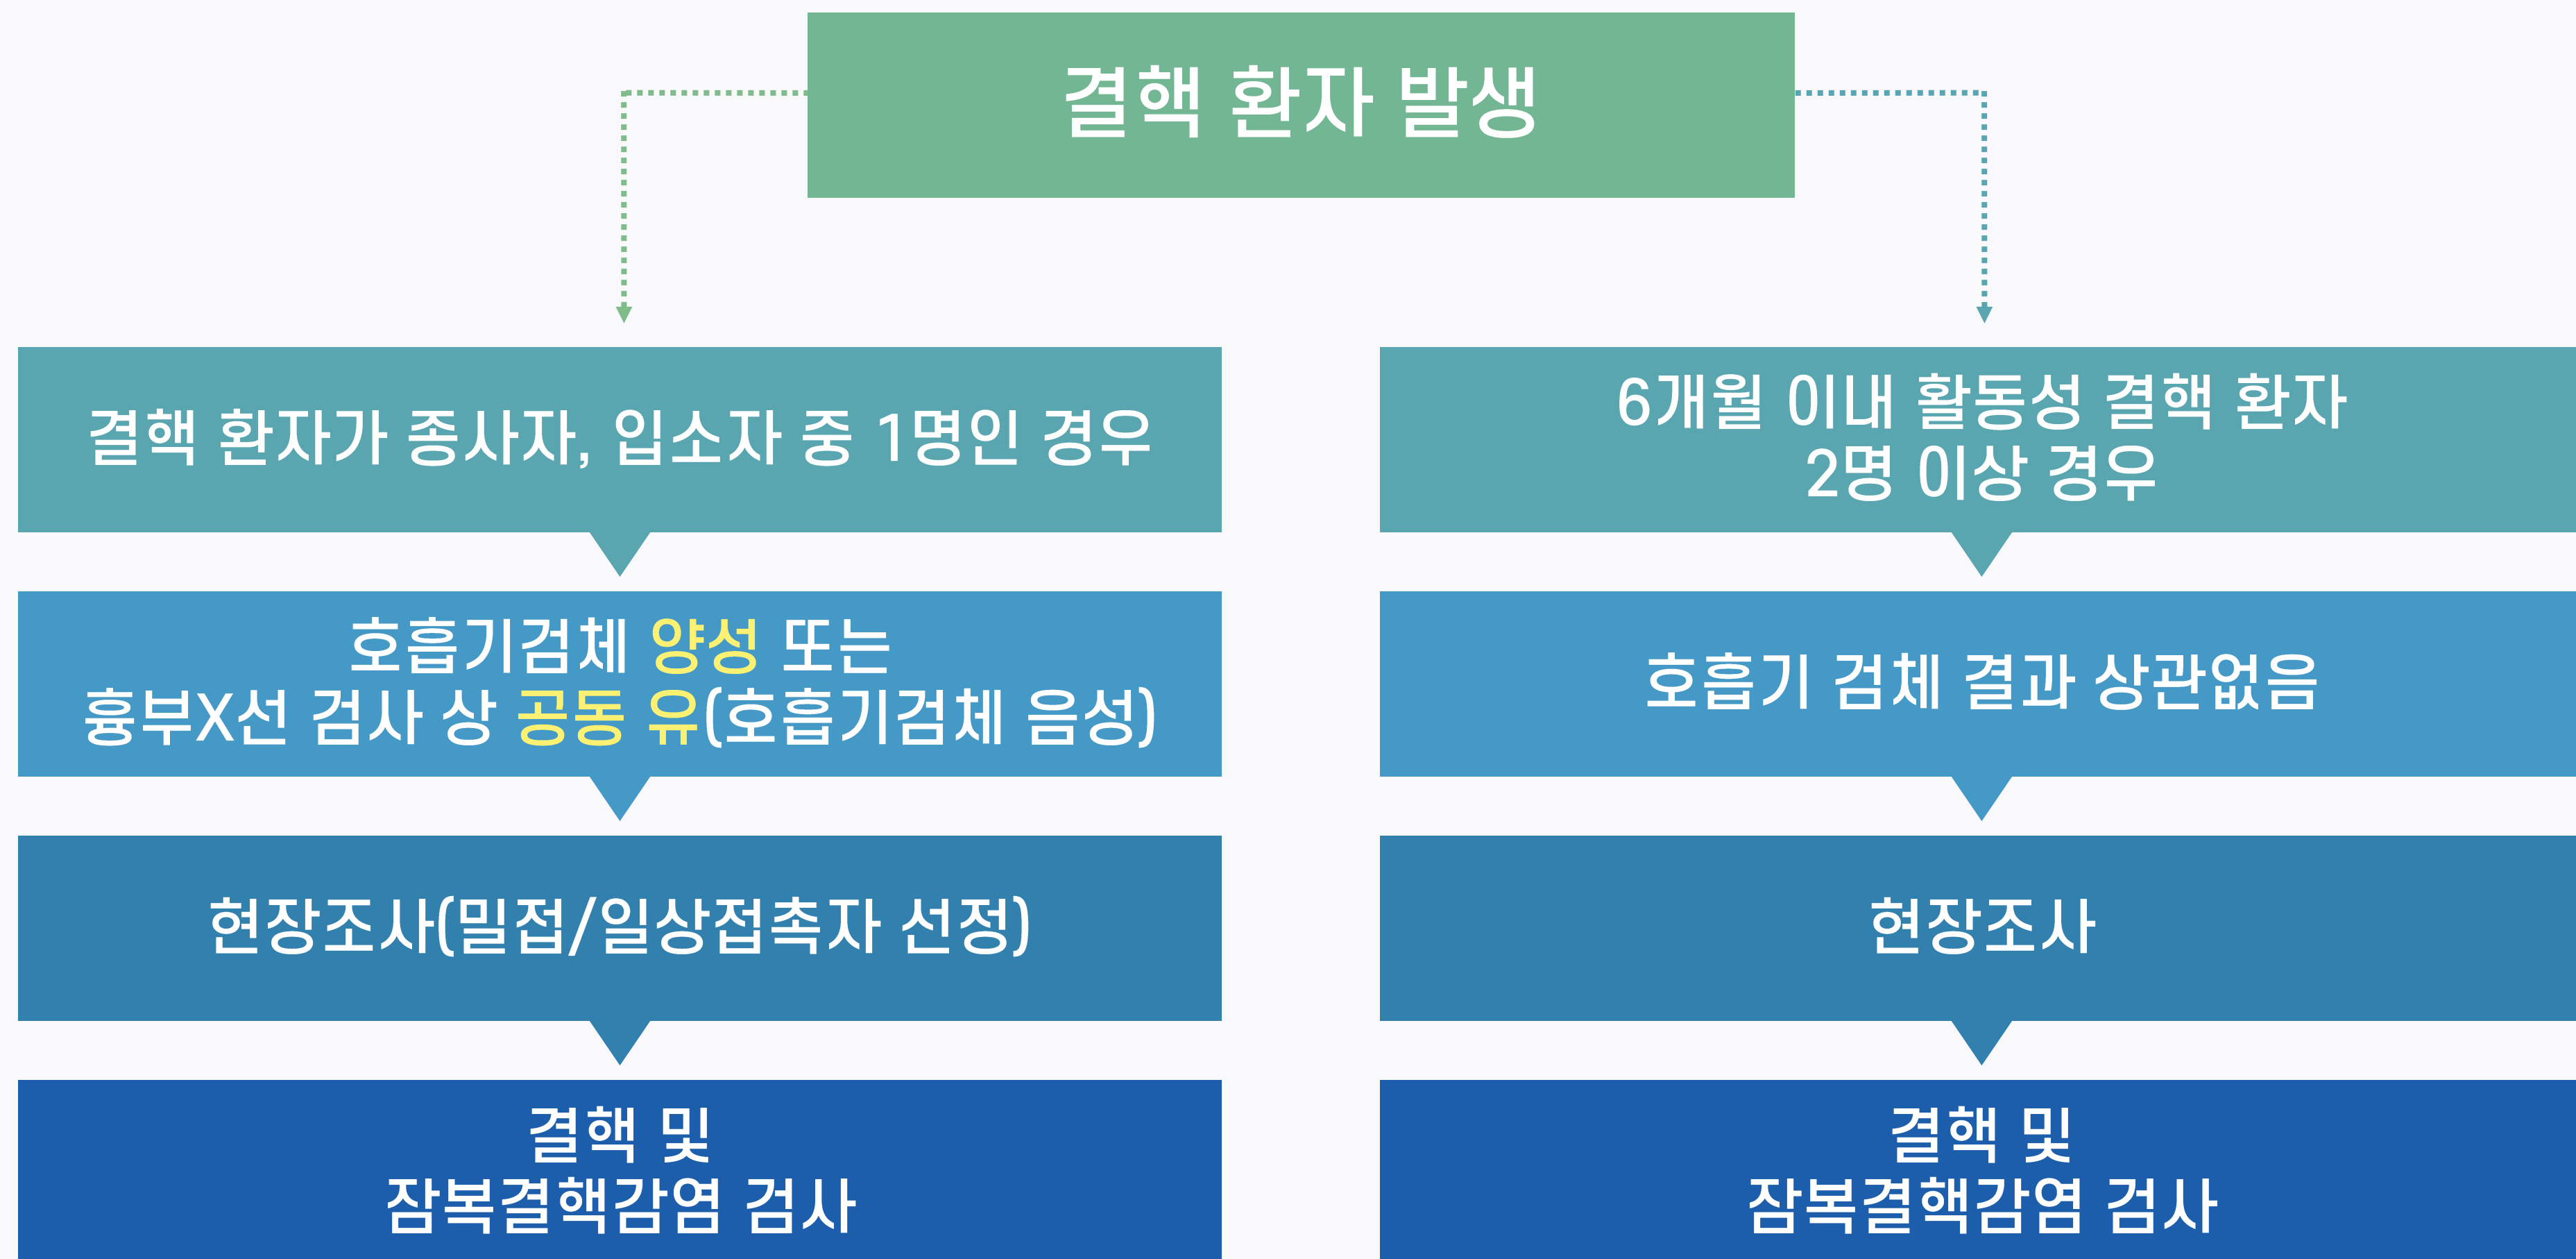 결핵 환자 발생
결핵 환자가 종사자, 입소자 중 1명인 경우
호흡기검체 양성 또는
흉부X선 검사 상 공동 유(호흡기검체 음성)
현장조사(밀접/일상접촉자 선정)
결핵 및
잠복결핵감염 검사
6개월 이내 활동성 결핵 환자
2명 이상 경우
호흡기 검체 결과 상관없음
현장조사
결핵 및
잠복결핵감염 검사